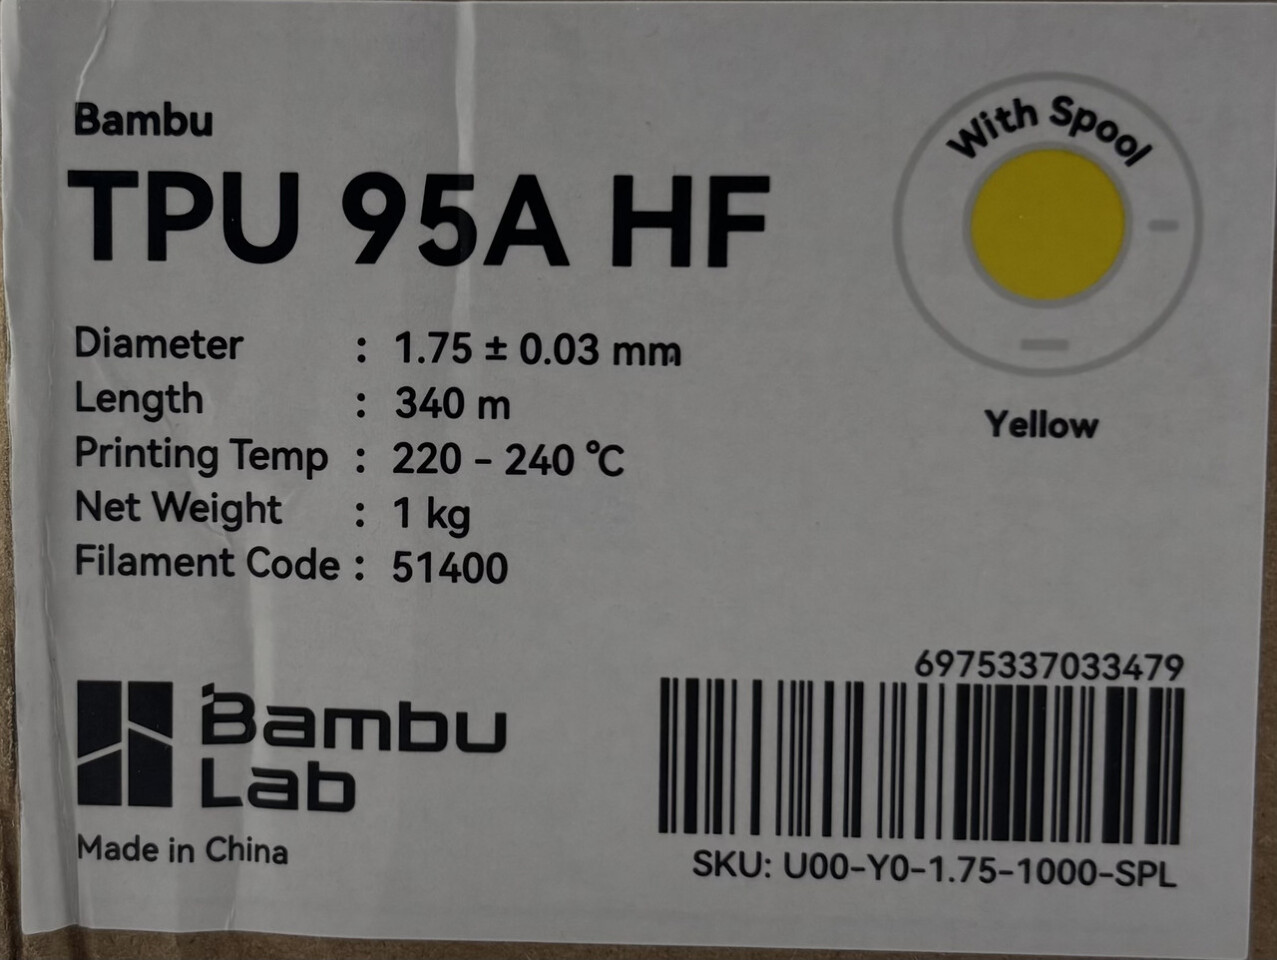 Bambu
TPU 95A HF
With Spool
Yellow
Diameter : 1.75 ± 0.03 mm
Length : 340 m
Printing Temp : 220 - 240 °C
Net Weight : 1 kg
Filament Code : 51400
6975337033479
Bambu
Lab
Made in China
SKU: U00-Y0-1.75-1000-SPL